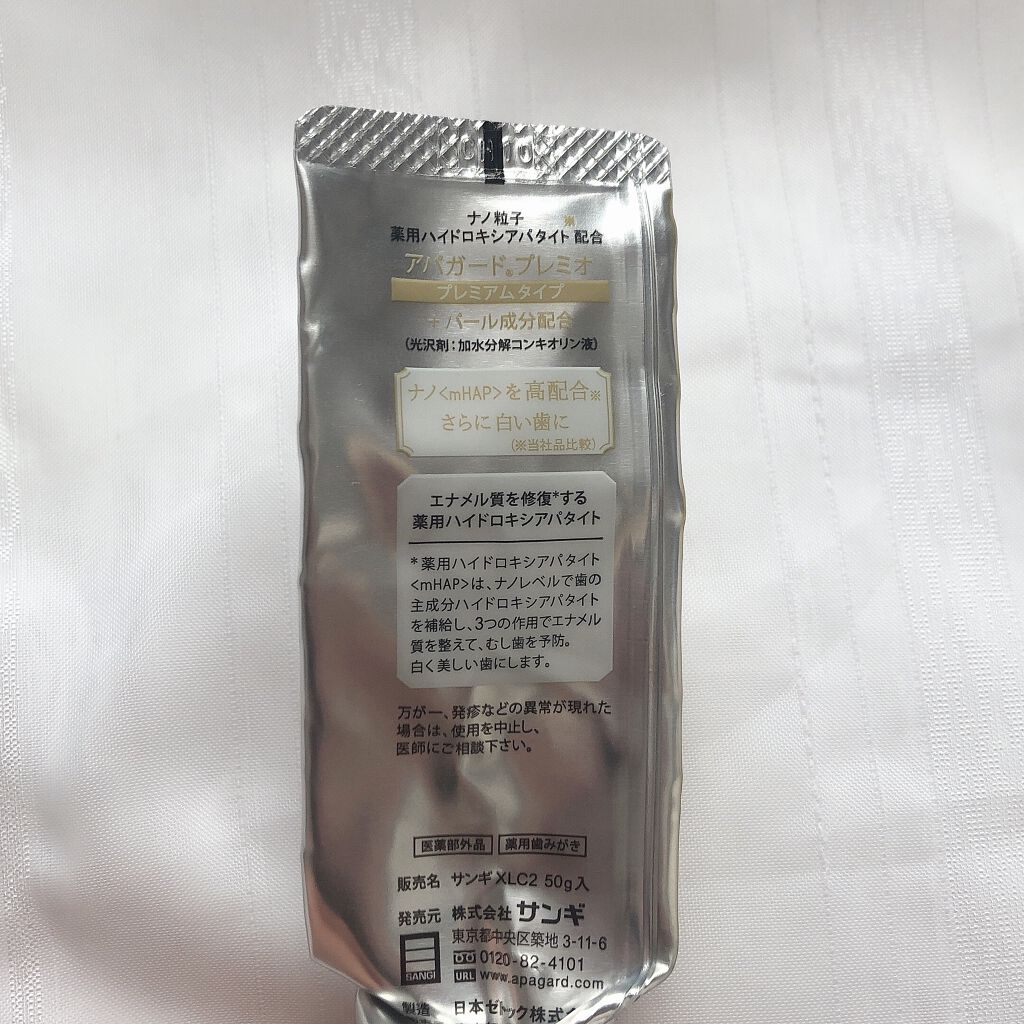 ナノ粒子 ※
薬用ハイドロキシアパタイト 配合
アパガード®プレミオ
プレミアムタイプ
+パール成分配合
(光沢剤:加水分解コンキオリン液)
ナノ<mHAP>を高配合※
さらに白い歯に
(※当社品比較)
エナメル質を修復*する
薬用ハイドロキシアパタイト
*薬用ハイドロキシアパタイト
<mHAP>は、ナノレベルで歯の
主成分ハイドロキシアパタイト
を補給し、3つの作用でエナメル
質を整えて、むし歯を予防。
白く美しい歯にします。
万が一、発疹などの異常が現れた
場合は、使用を中止し、
医師にご相談下さい。
医薬部外品 薬用歯みがき
販売名 サンギXLC2 50g入
発売元 株式会社 サンギ
東京都中央区築地 3-11-6
0120-82-4101
SANGI URL www.apagard.com
製造 日本ゼトック株式